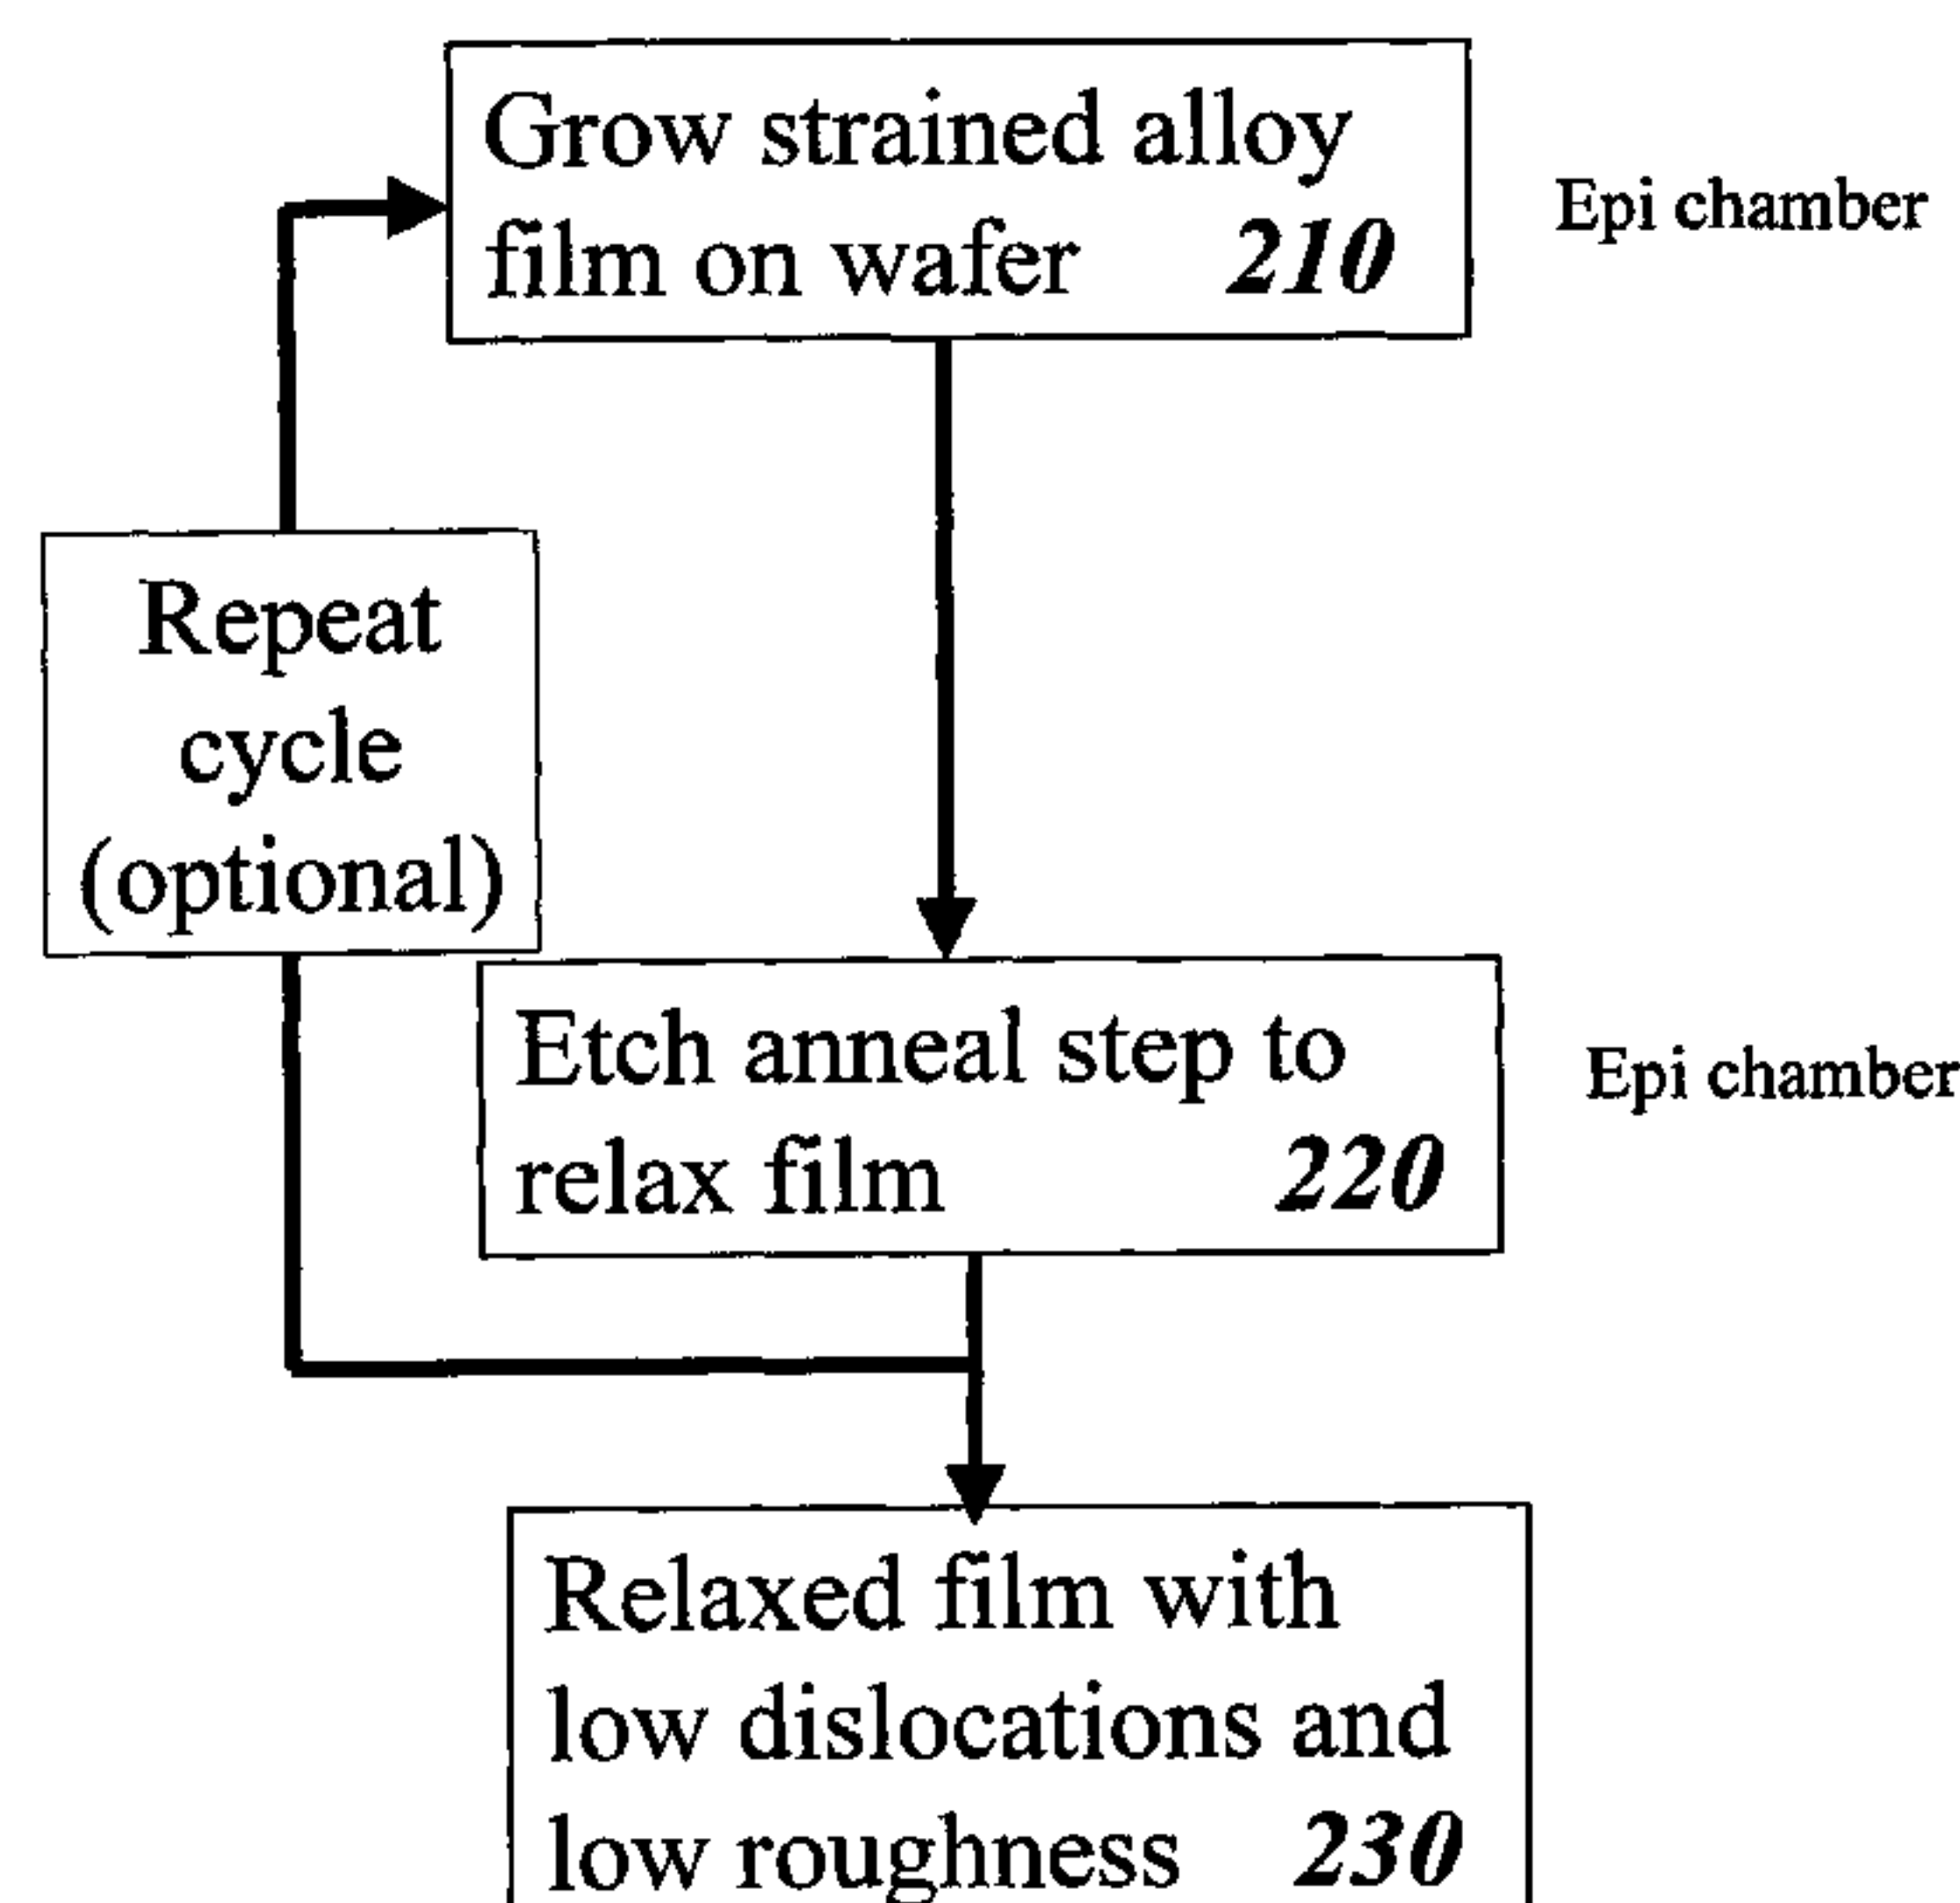 Grow strained alloy
film on wafer 210
Epi chamber
Repeat
cycle
(optional)
Etch anneal step to
relax film 220
Epi chamber
Relaxed film with
low dislocations and
low roughness 230